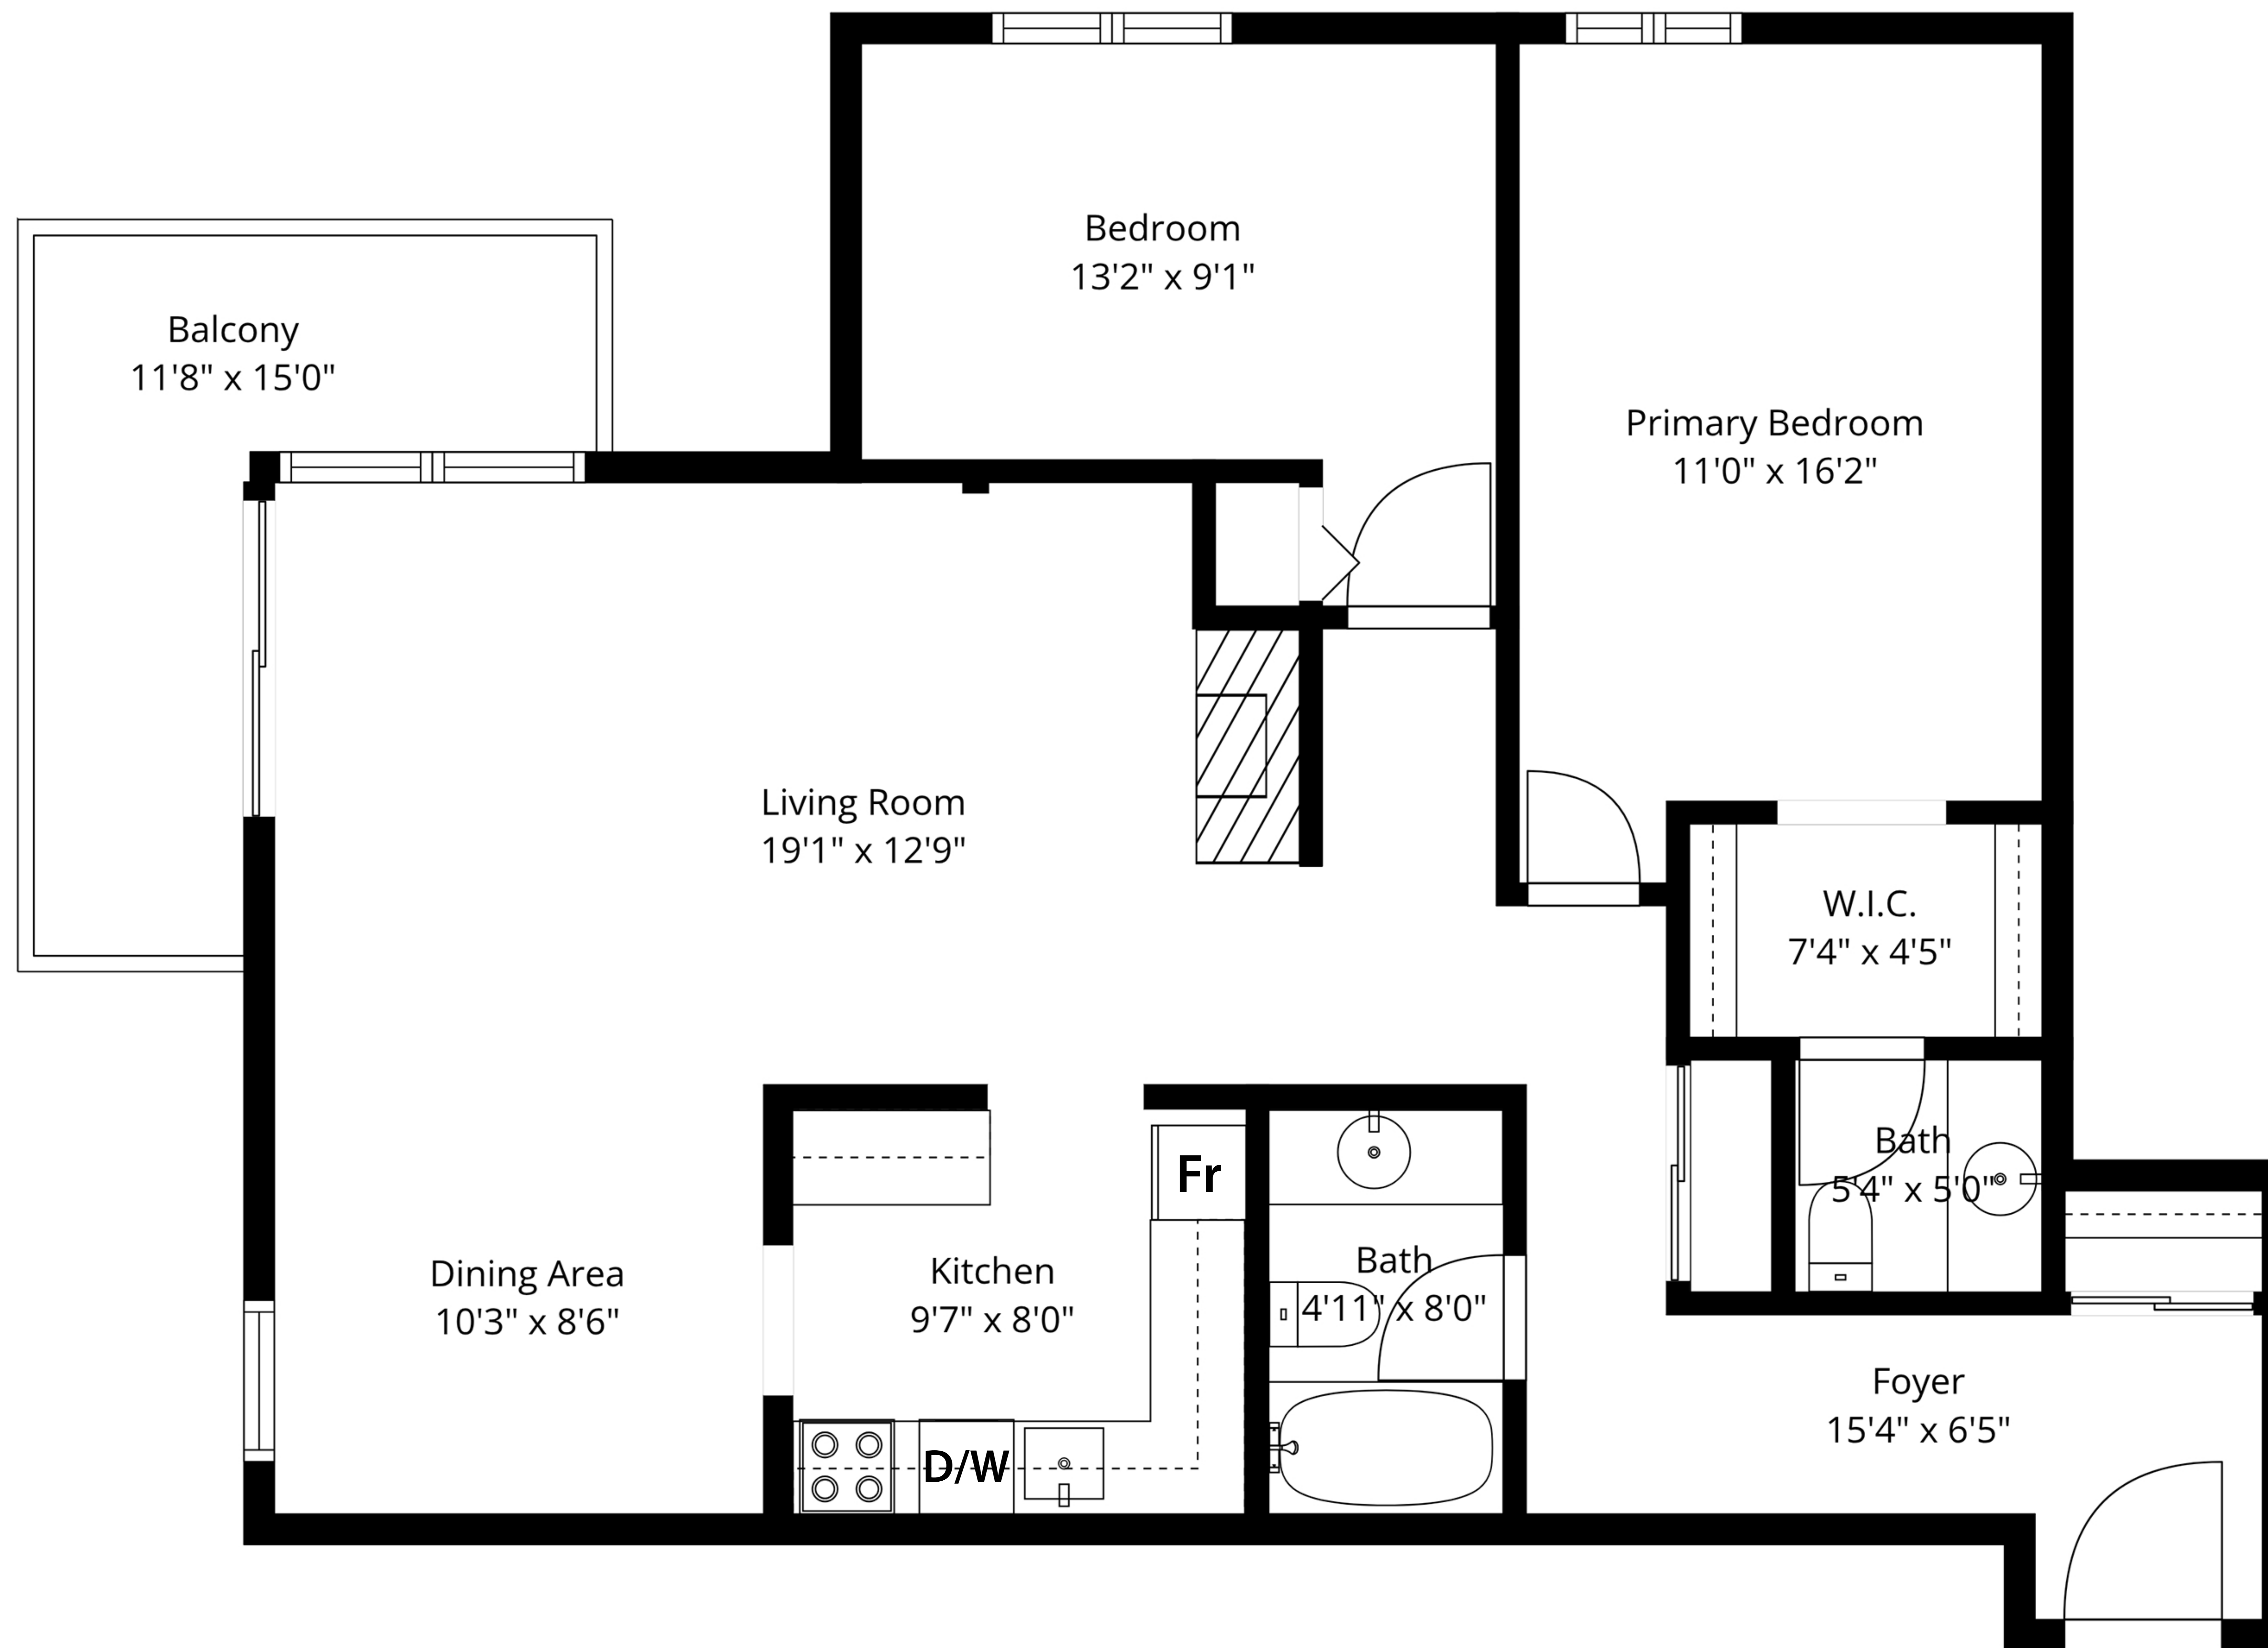 Bedroom
13'2" x 9'1"
Balcony
11'8" x 15'0"
Primary Bedroom
11'0" x 16'2"
Living Room
19'1" x 12'9"
W.I.C.
7'4" x 4'5"
Bath
5'4" x 5'0"
Fr
Dining Area
10'3" x 8'6"
Kitchen
9'7" x 8'0"
Bath
4'11" x 8'0"
Foyer
15'4" x 6'5"
D/W